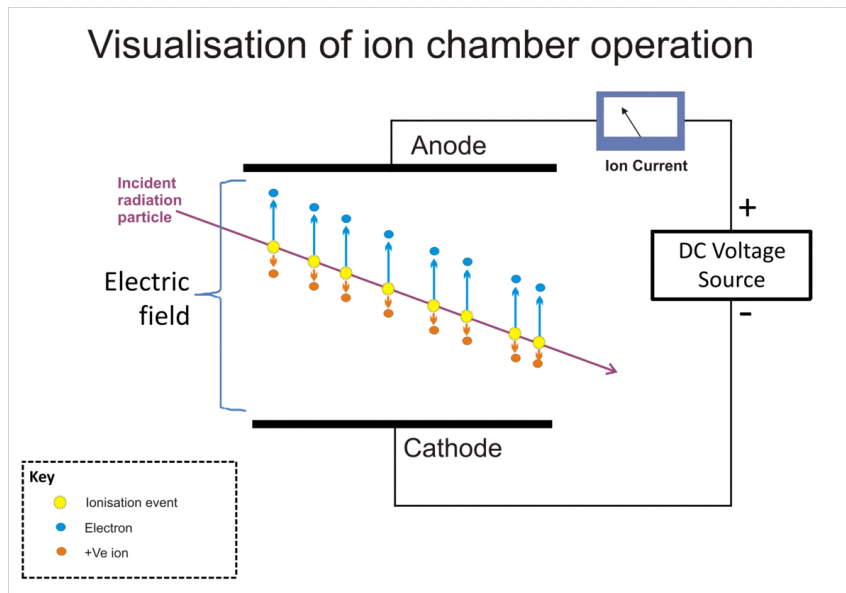 Visualisation of ion chamber operation
Anode
Ion Current
Incident
radiation
particle
+
DC Voltage
Source
-
Electric
field
Cathode
Key
Ionisation event
Electron
+Ve ion